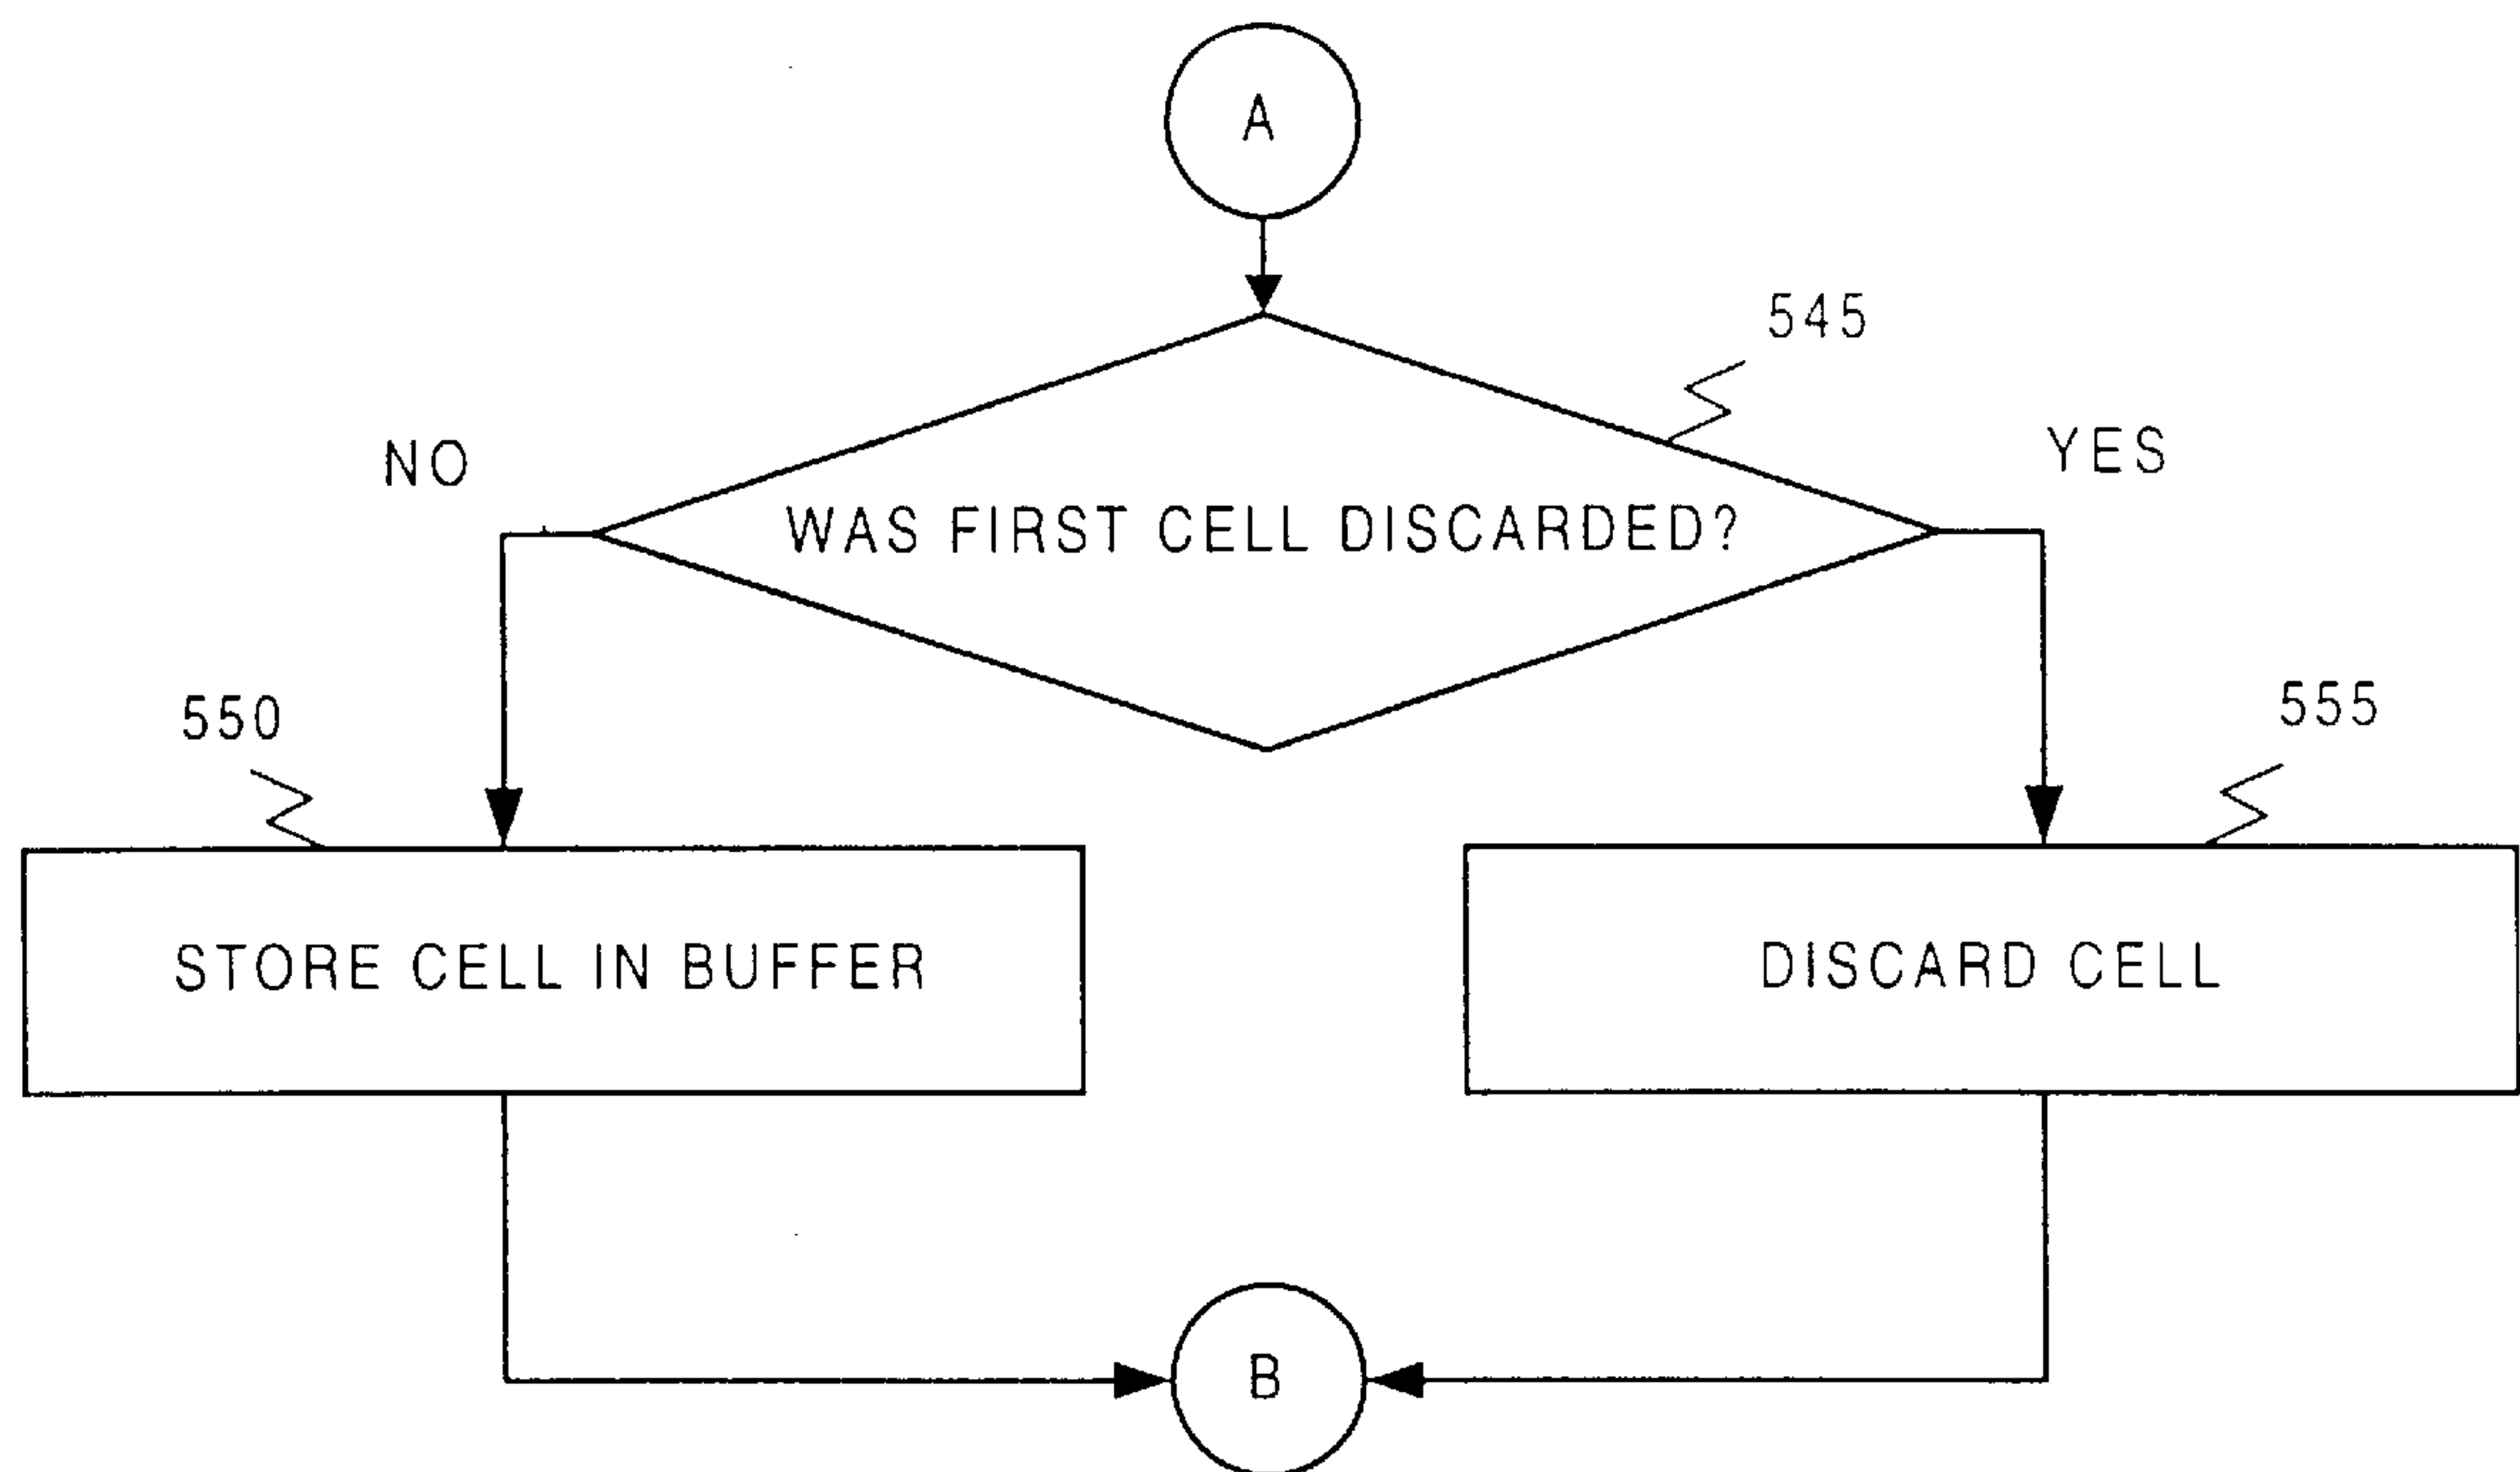 A
545
NO
YES
WAS FIRST CELL DISCARDED?
550
555
STORE CELL IN BUFFER
DISCARD CELL
B